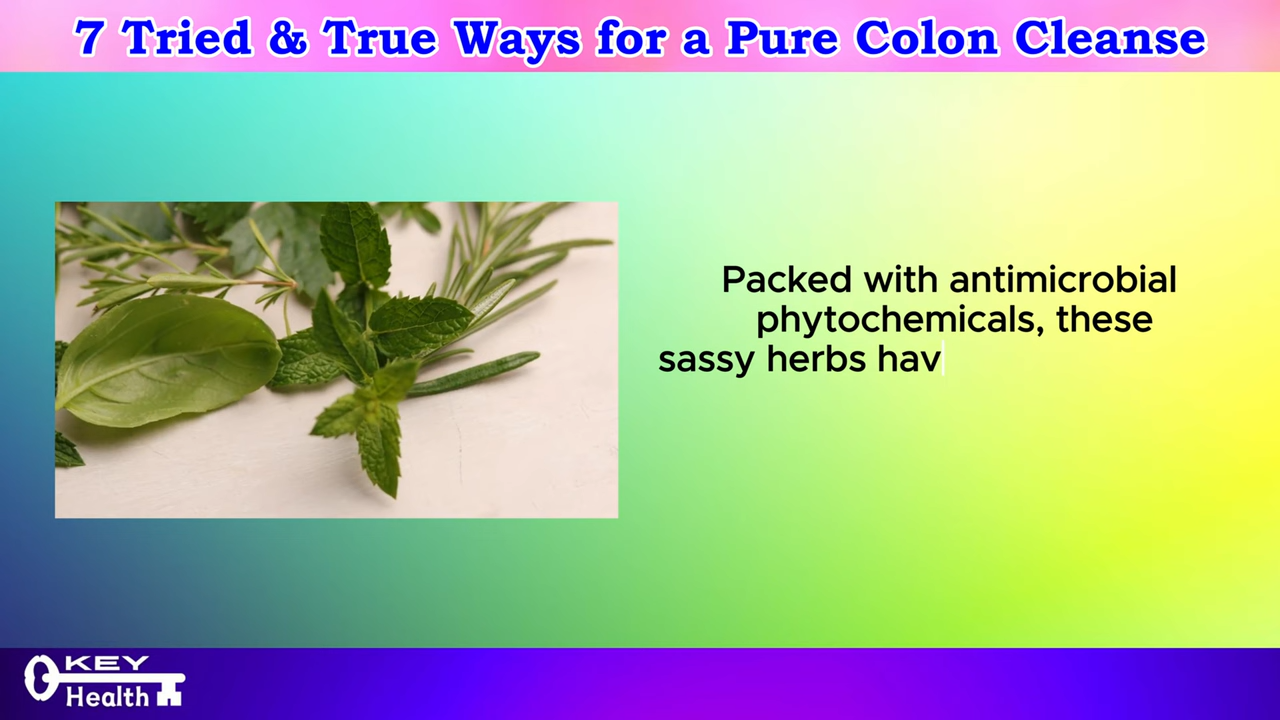 7 Tried & True Ways for a Pure Colon Cleanse
Packed with antimicrobial
phytochemicals, these
sassy herbs hav
KEY
Health